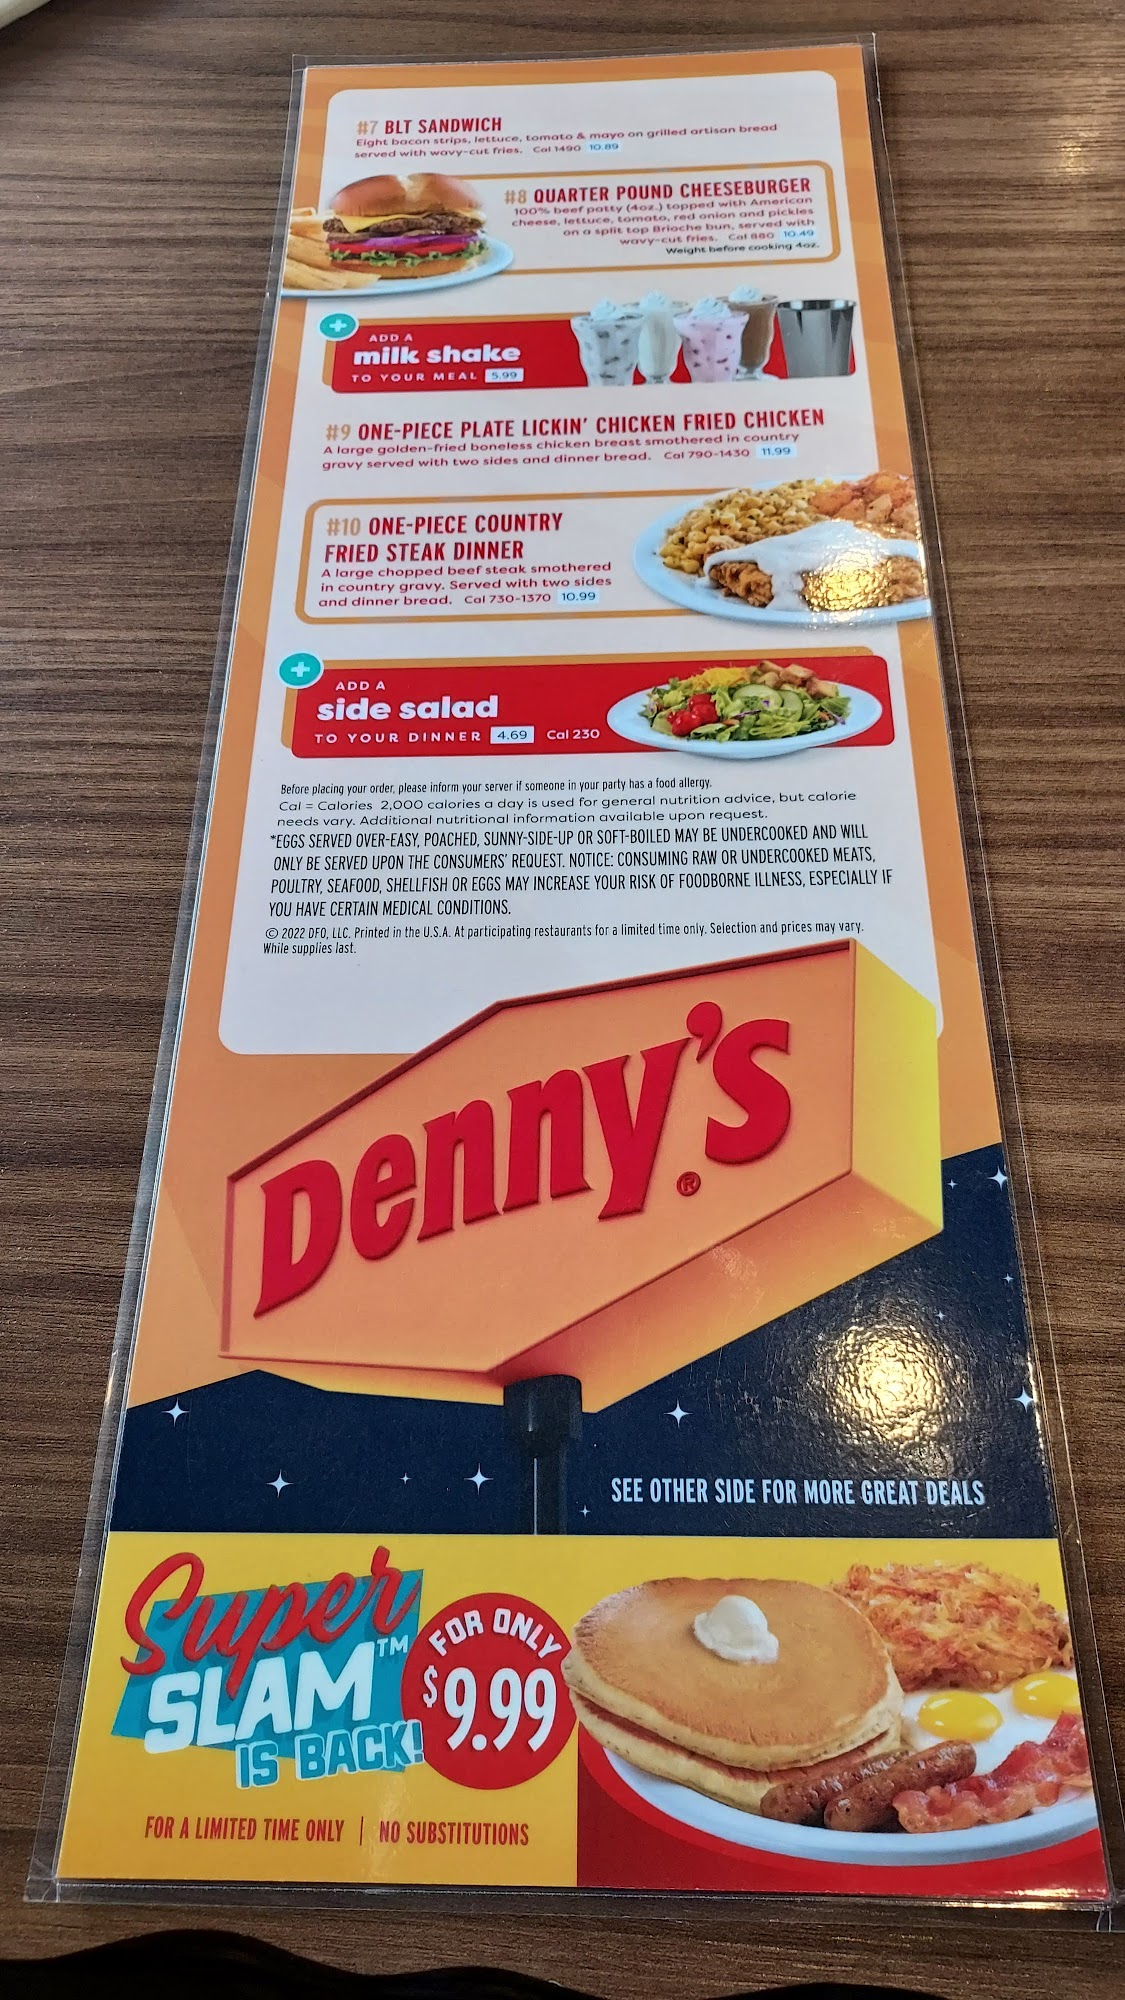 #7 BLT SANDWICH
Eight bacon strips, lettuce, tomato & mayo on grilled artisan bread
served with wavy-cut fries. Cal 1490 10.89
#8 QUARTER POUND CHEESEBURGER
100% beef patty (4oz.) topped with American
cheese, lettuce, tomato, red onion and pickles
on a split top Brioche bun, served with
wavy-cut fries. Cal 880 10.49
Weight before cooking 4oz.
+
ADD A
milk shake
TO YOUR MEAL 5.99
#9 ONE-PIECE PLATE LICKIN' CHICKEN FRIED CHICKEN
A large golden-fried boneless chicken breast smothered in country
gravy served with two sides and dinner bread. Cal 790-1430 11.99
#10 ONE-PIECE COUNTRY
FRIED STEAK DINNER
A large chopped beef steak smothered
in country gravy. Served with two sides
and dinner bread. Cal 730-1370 10.99
+
ADD A
side salad
TO YOUR DINNER 4.69 Cal 230
Before placing your order, please inform your server if someone in your party has a food allergy.
Cal = Calories 2,000 calories a day is used for general nutrition advice, but calorie
needs vary. Additional nutritional information available upon request.
*EGGS SERVED OVER-EASY, POACHED, SUNNY-SIDE-UP OR SOFT-BOILED MAY BE UNDERCOOKED AND WILL
ONLY BE SERVED UPON THE CONSUMERS' REQUEST. NOTICE: CONSUMING RAW OR UNDERCOOKED MEATS,
POULTRY, SEAFOOD, SHELLFISH OR EGGS MAY INCREASE YOUR RISK OF FOODBORNE ILLNESS, ESPECIALLY IF
YOU HAVE CERTAIN MEDICAL CONDITIONS.
© 2022 DFO, LLC. Printed in the U.S.A. At participating restaurants for a limited time only. Selection and prices may vary.
While supplies last.
Denny's®
SEE OTHER SIDE FOR MORE GREAT DEALS
Super
SLAM™
IS BACK!
FOR ONLY
$9.99
FOR A LIMITED TIME ONLY | NO SUBSTITUTIONS